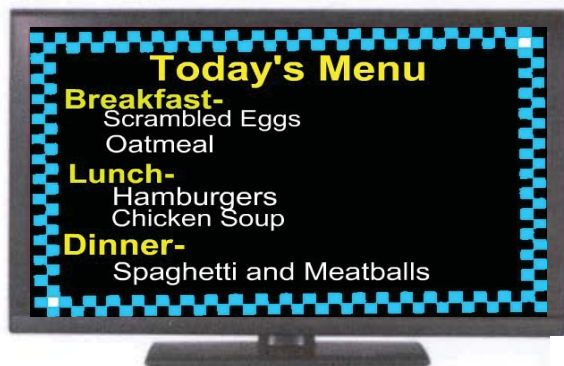 Today's Menu
Breakfast-
Scrambled Eggs
Oatmeal
Lunch-
Hamburgers
Chicken Soup
Dinner-
Spaghetti and Meatballs